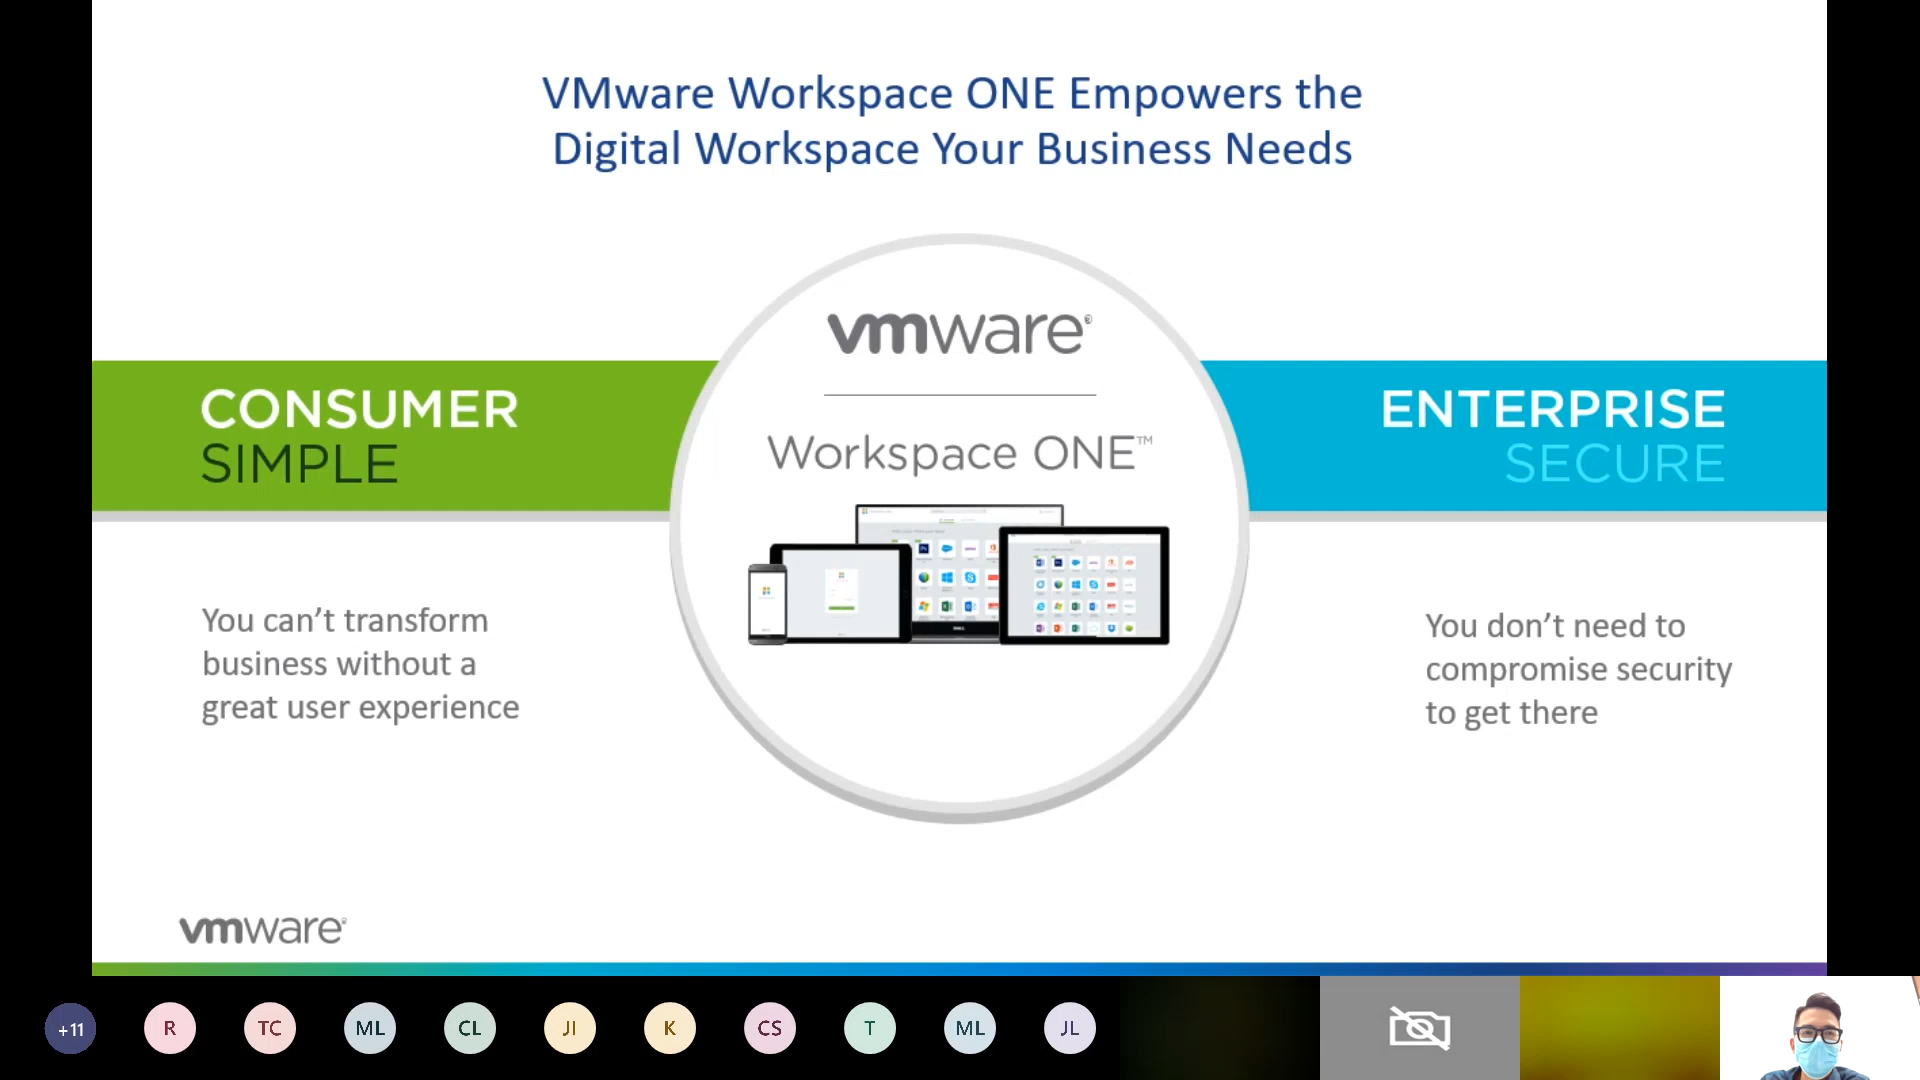 VMware Workspace ONE Empowers the
Digital Workspace Your Business Needs
vmware®
Workspace ONE™
CONSUMER
SIMPLE
ENTERPRISE
SECURE
You can’t transform
business without a
great user experience
You don’t need to
compromise security
to get there
vmware®
+11
R
TC
ML
CL
JI
K
CS
T
ML
JL